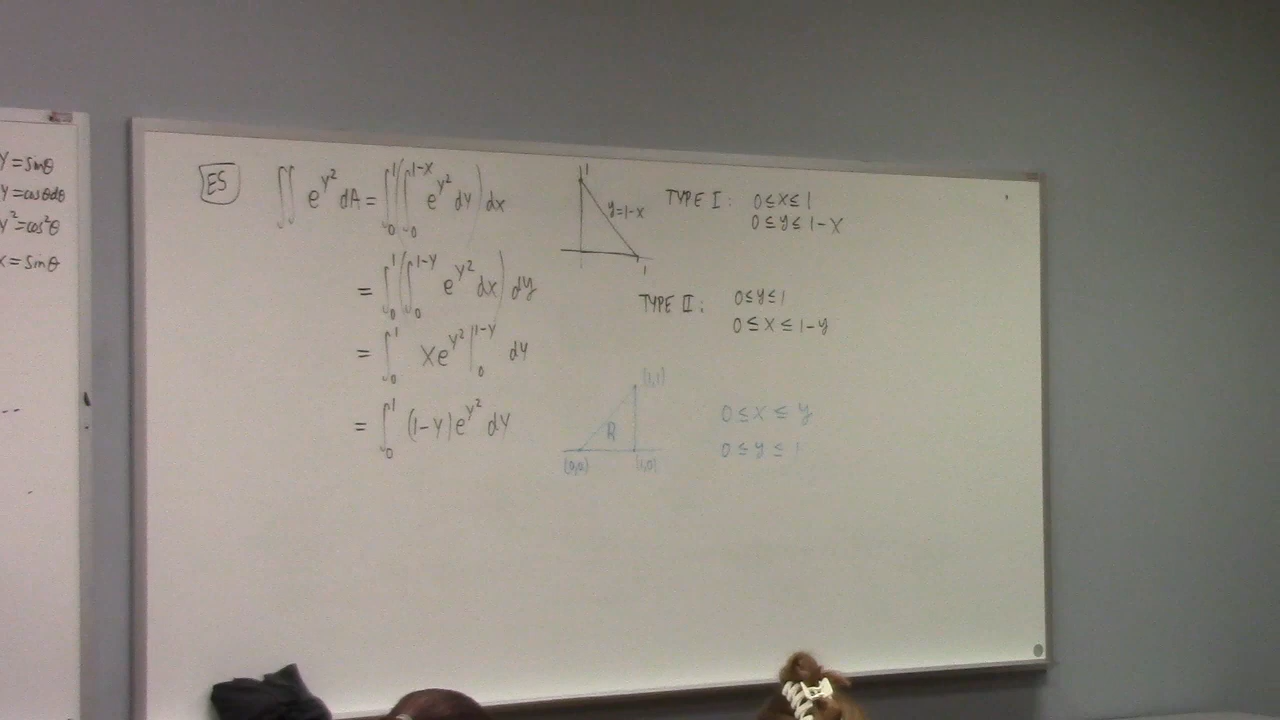 Y = sinθ
Y = cosθdθ
Y² = cos²θ
x = sinθ
E5
∬ e^{y²} dA = ∫₀¹ (∫₀^{1-x} e^{y²} dy) dx
1
y=1-x
1
TYPE I: 0 ≤ x ≤ 1
0 ≤ y ≤ 1-x
= ∫₀¹ (∫₀^{1-y} e^{y²} dx) dy
TYPE II: 0 ≤ y ≤ 1
0 ≤ x ≤ 1-y
= ∫₀¹ xe^{y²} |₀^{1-y} dy
= ∫₀¹ (1-y)e^{y²} dy
(1,1)
R
(0,0) (1,0)
0 ≤ x ≤ y
0 ≤ y ≤ 1